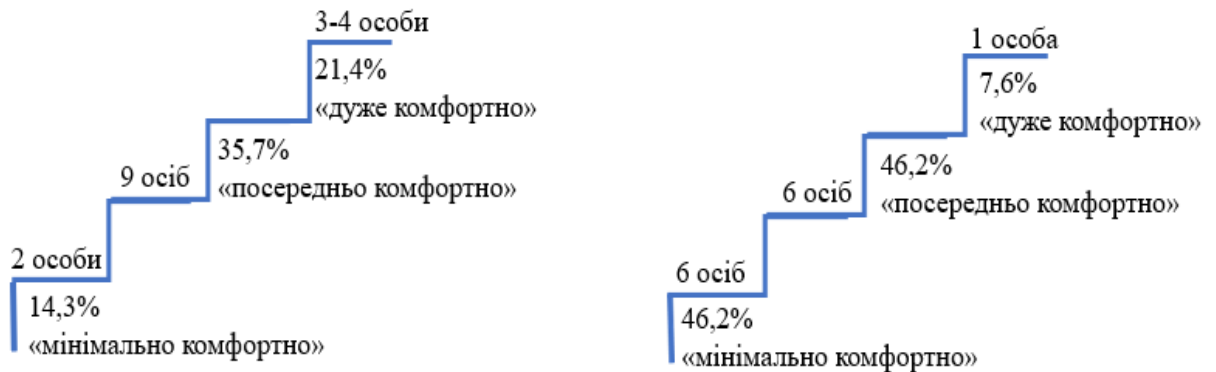 3-4 особи
21,4%
«дуже комфортно»
35,7%
«посередньо комфортно»
9 осіб
2 особи
14,3%
«мінімально комфортно»
1 особа
7,6%
«дуже комфортно»
46,2%
«посередньо комфортно»
6 осіб
6 осіб
46,2%
«мінімально комфортно»